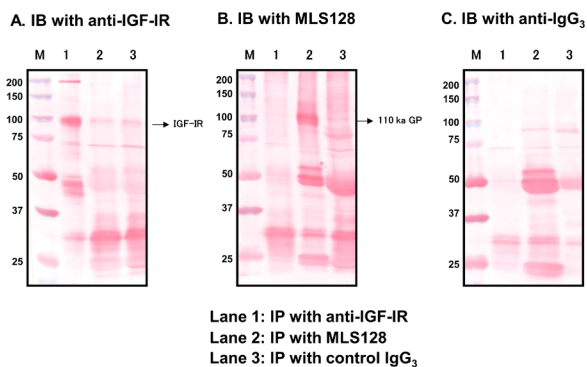 A. IB with anti-IGF-IR
B. IB with MLS128
C. IB with anti-IgG3
M 1 2 3
M 1 2 3
M 1 2 3
200
150
100
75
50
37
25
IGF-IR
200
150
100
75
50
37
25
110 ka GP
200
150
100
75
50
37
25
Lane 1: IP with anti-IGF-IR
Lane 2: IP with MLS128
Lane 3: IP with control IgG3